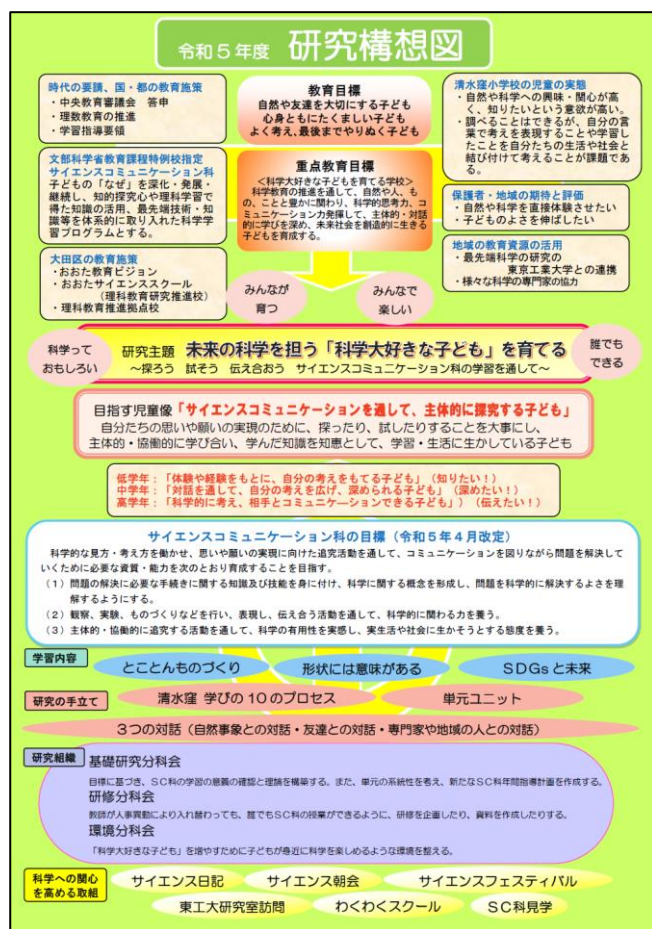 令和5年度 研究構想図
時代の要請、国・都の教育施策
・中央教育審議会 答申
・理数教育の推進
・学習指導要領
文部科学省教育課程特例校指定
サイエンスコミュニケーション科
子どもの「なぜ」を深化・発展・
継続し、知的探究心や理科学習
で得た知識の活用、最先端技術・知
識等を体系的に取り入れた科学学
習プログラムとする。
大田区の教育施策
・おおた教育ビジョン
・おおたサイエンススクール
(理科教育研究推進校)
・理科教育推進拠点校
教育目標
自然や友達を大切にする子ども
心身ともにたくましい子ども
よく考え、最後までやりぬく子ども
重点教育目標
＜科学大好きな子どもを育てる学校＞
科学教育の推進を通して、自然や人、も
の、ことと豊かに関わり、科学的思考力、コ
ミュニケーション力発揮して、主体的・対話
的に学びを深め、未来社会を創造的に生きる
子どもを育成する。
清水窪小学校の児童の実態
・自然や科学への興味・関心が高
く、知りたいという意欲が高い。
・調べることはできるが、自分の言
葉で考えを表現することや学習し
たことを自分たちの生活や社会と
結び付けて考えることが課題であ
る。
保護者・地域の期待と評価
・自然や科学を直接体験させたい
・子どものよさを伸ばしたい
地域の教育資源の活用
・最先端科学の研究の
東京工業大学との連携
・様々な科学の専門家の協力
みんなが
育つ
みんなで
楽しい
科学って
おもしろい
研究主題 未来の科学を担う「科学大好きな子ども」を育てる
～探ろう 試そう 伝え合おう サイエンスコミュニケーション科の学習を通して～
誰でも
できる
目指す児童像「サイエンスコミュニケーションを通して、主体的に探究する子ども」
自分たちの思いや願いの実現のために、探ったり、試したりすることを大事にし、
主体的・協働的に学び合い、学んだ知識を知恵として、学習・生活に生かしている子ども
低学年：「体験や経験をもとに、自分の考えをもてる子ども」（知りたい！）
中学年：「対話を通して、自分の考えを広げ、深められる子ども」（深めたい！）
高学年：「科学的に考え、相手とコミュニケーションできる子ども」）（伝えたい！）
サイエンスコミュニケーション科の目標（令和5年4月改定）
科学的な見方・考え方を働かせ、思いや願いの実現に向けた追究活動を通して、コミュニケーションを図りながら問題を解決して
いくために必要な資質・能力を次のとおり育成することを目指す。
（1）問題の解決に必要な手続きに関する知識及び技能を身に付け、科学に関する概念を形成し、問題を科学的に解決するよさを理
解するようにする。
（2）観察、実験、ものづくりなどを行い、表現し、伝え合う活動を通して、科学的に関わる力を養う。
（3）主体的・協働的に追究する活動を通して、科学の有用性を実感し、実生活や社会に生かそうとする態度を養う。
学習内容
とことんものづくり
形状には意味がある
SDGsと未来
研究の手立て
清水窪 学びの10のプロセス
単元ユニット
3つの対話（自然事象との対話・友達との対話・専門家や地域の人との対話）
研究組織
基礎研究分科会
目標に基づき、SC科の学習の意義の確認と理論を構築する。また、単元の系統性を考え、新たなSC科年間指導計画を作成する。
研修分科会
教師が人事異動により入れ替わっても、誰でもSC科の授業ができるように、研修を企画したり、資料を作成したりする。
環境分科会
「科学大好きな子ども」を増やすために子どもが身近に科学を楽しめるような環境を整える。
科学への関心
を高める取組
サイエンス日記
サイエンス朝会
サイエンスフェスティバル
東工大研究室訪問
わくわくスクール
SC科見学